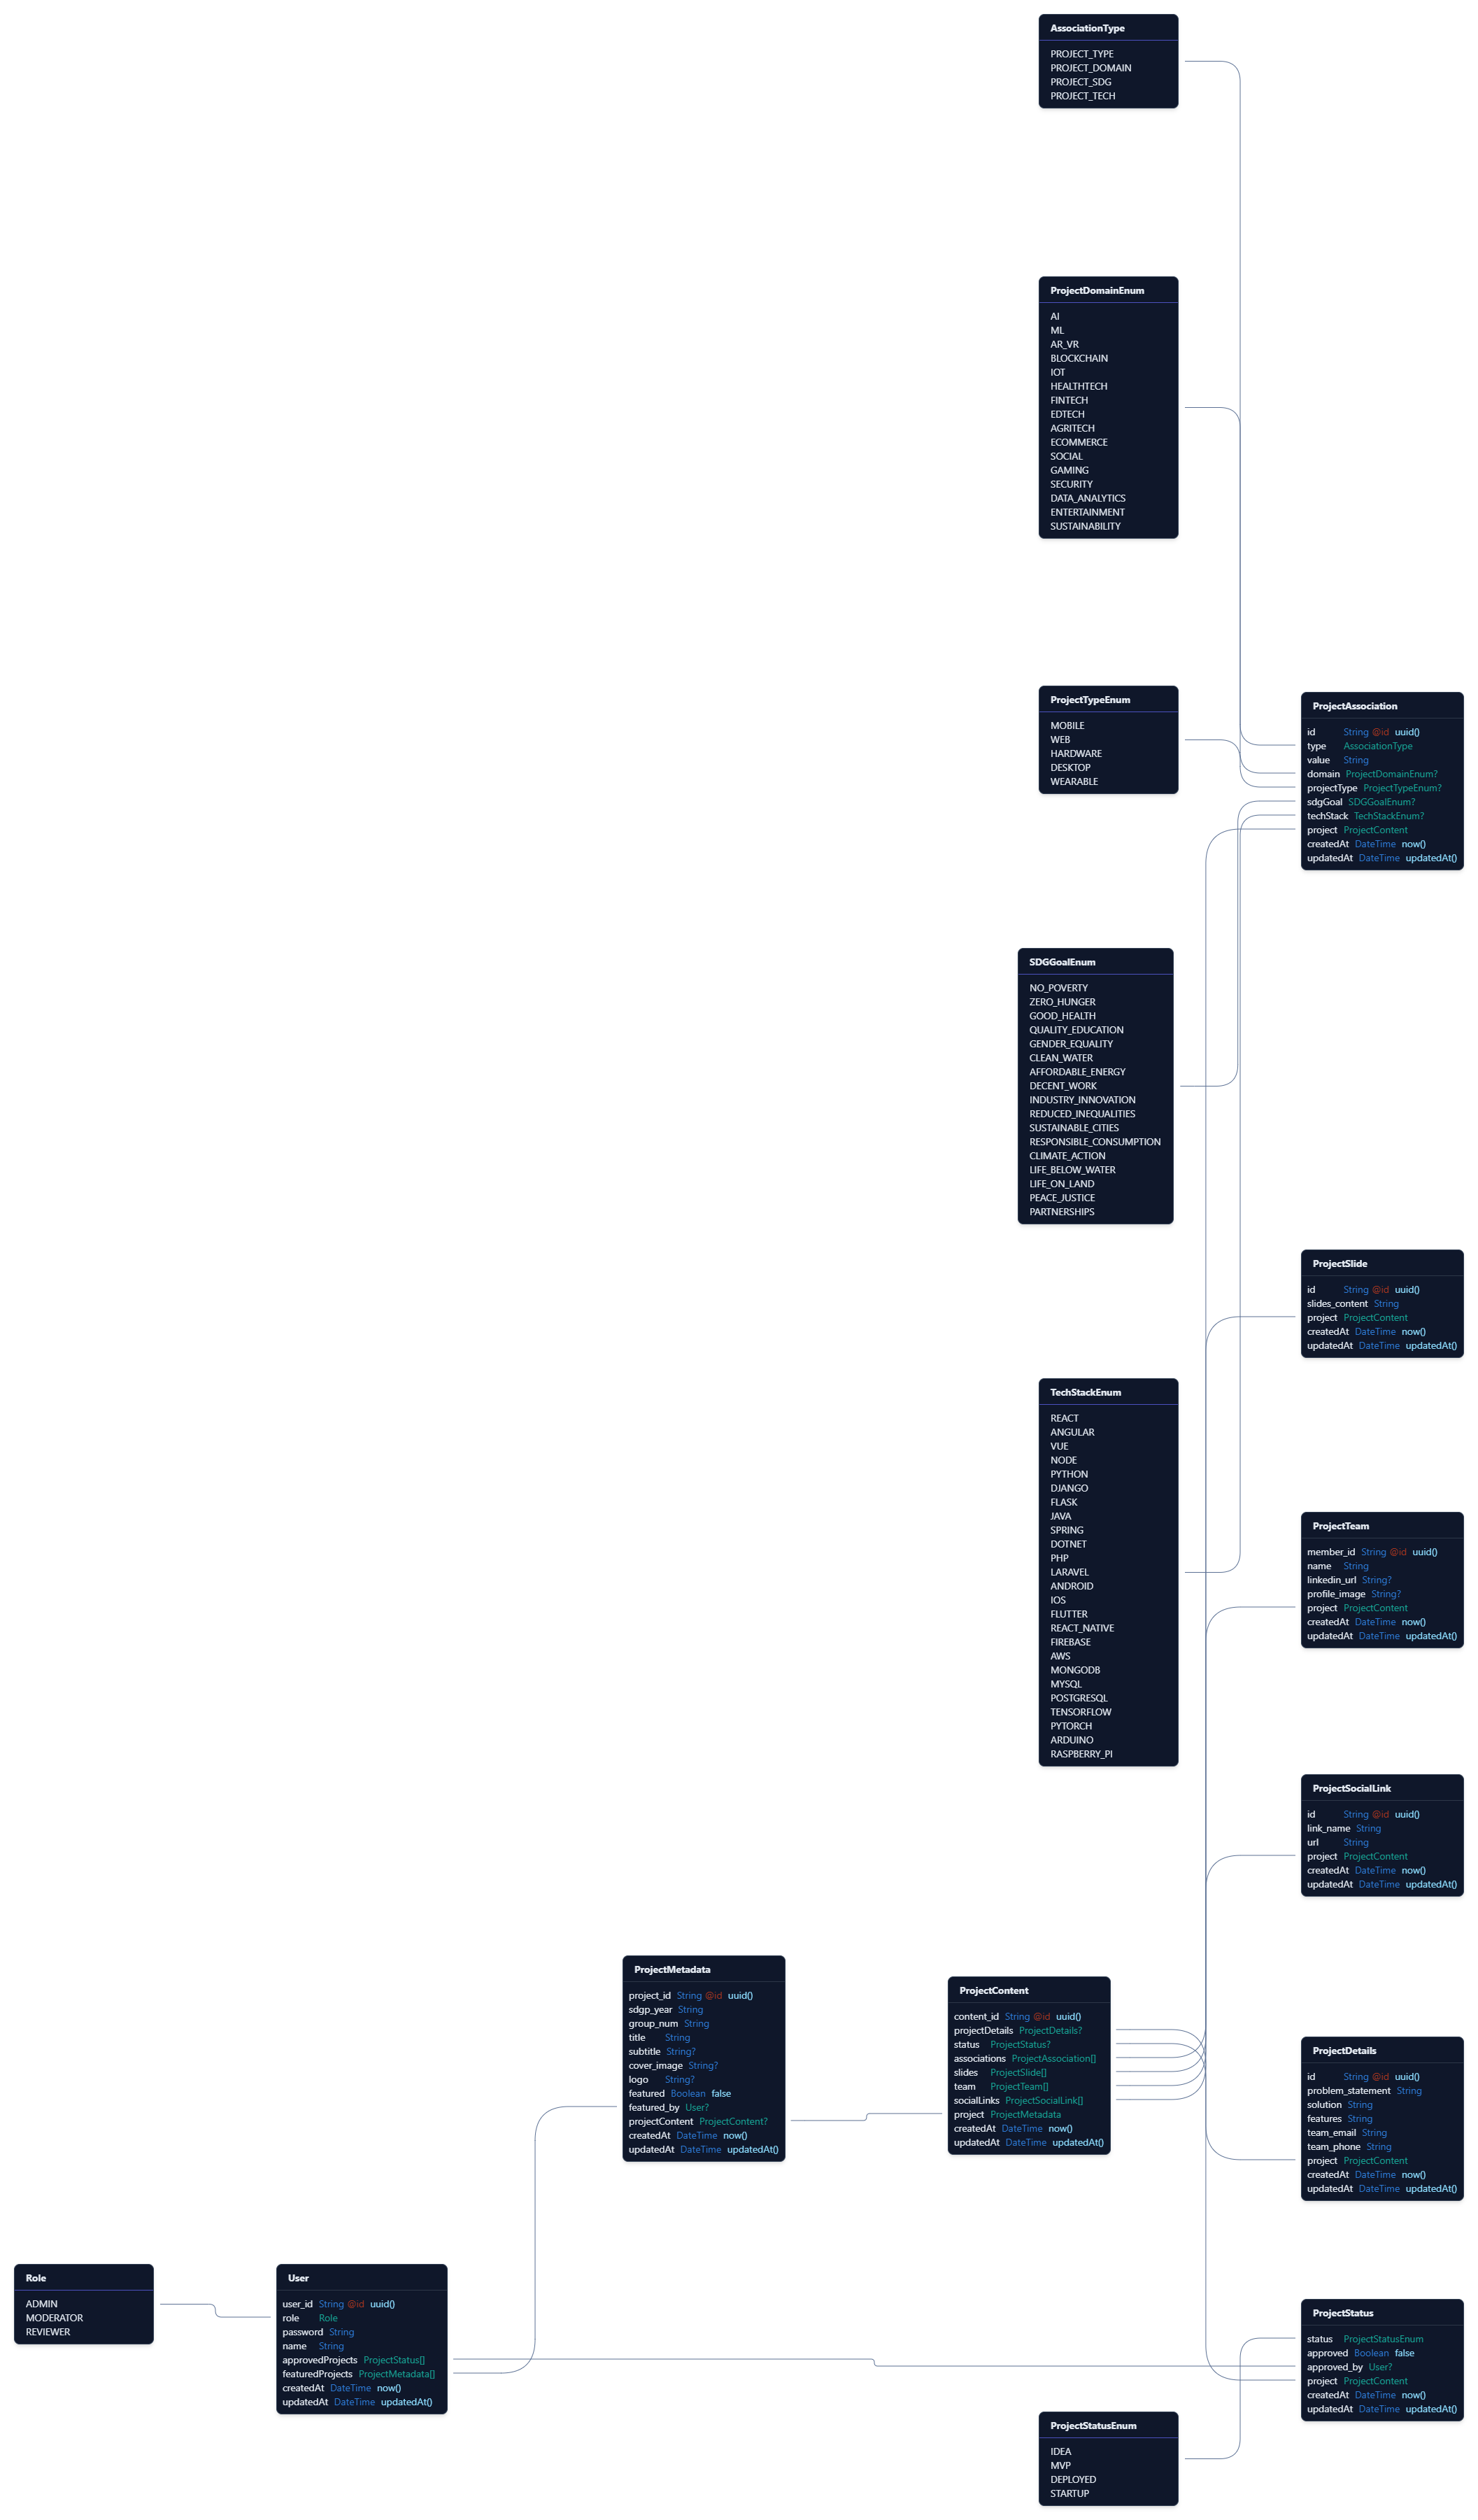 AssociationType
PROJECT_TYPE
PROJECT_DOMAIN
PROJECT_SDG
PROJECT_TECH
ProjectDomainEnum
AI
ML
AR_VR
BLOCKCHAIN
IOT
HEALTHTECH
FINTECH
EDTECH
AGRITECH
ECOMMERCE
SOCIAL
GAMING
SECURITY
DATA_ANALYTICS
ENTERTAINMENT
SUSTAINABILITY
ProjectTypeEnum
MOBILE
WEB
HARDWARE
DESKTOP
WEARABLE
ProjectAssociation
id String @id uuid()
type AssociationType
value String
domain ProjectDomainEnum?
projectType ProjectTypeEnum?
sdgGoal SDGGoalEnum?
techStack TechStackEnum?
project ProjectContent
createdAt DateTime now()
updatedAt DateTime updatedAt()
SDGGoalEnum
NO_POVERTY
ZERO_HUNGER
GOOD_HEALTH
QUALITY_EDUCATION
GENDER_EQUALITY
CLEAN_WATER
AFFORDABLE_ENERGY
DECENT_WORK
INDUSTRY_INNOVATION
REDUCED_INEQUALITIES
SUSTAINABLE_CITIES
RESPONSIBLE_CONSUMPTION
CLIMATE_ACTION
LIFE_BELOW_WATER
LIFE_ON_LAND
PEACE_JUSTICE
PARTNERSHIPS
ProjectSlide
id String @id uuid()
slides_content String
project ProjectContent
createdAt DateTime now()
updatedAt DateTime updatedAt()
TechStackEnum
REACT
ANGULAR
VUE
NODE
PYTHON
DJANGO
FLASK
JAVA
SPRING
DOTNET
PHP
LARAVEL
ANDROID
IOS
FLUTTER
REACT_NATIVE
FIREBASE
AWS
MONGODB
MYSQL
POSTGRESQL
TENSORFLOW
PYTORCH
ARDUINO
RASPBERRY_PI
ProjectTeam
member_id String @id uuid()
name String
linkedin_url String?
profile_image String?
project ProjectContent
createdAt DateTime now()
updatedAt DateTime updatedAt()
ProjectSocialLink
id String @id uuid()
link_name String
url String
project ProjectContent
createdAt DateTime now()
updatedAt DateTime updatedAt()
ProjectMetadata
project_id String @id uuid()
sdgp_year String
group_num String
title String
subtitle String?
cover_image String?
logo String?
featured Boolean false
featured_by User?
projectContent ProjectContent?
createdAt DateTime now()
updatedAt DateTime updatedAt()
ProjectContent
content_id String @id uuid()
projectDetails ProjectDetails?
status ProjectStatus?
associations ProjectAssociation[]
slides ProjectSlide[]
team ProjectTeam[]
socialLinks ProjectSocialLink[]
project ProjectMetadata
createdAt DateTime now()
updatedAt DateTime updatedAt()
ProjectDetails
id String @id uuid()
problem_statement String
solution String
features String
team_email String
team_phone String
project ProjectContent
createdAt DateTime now()
updatedAt DateTime updatedAt()
Role
ADMIN
MODERATOR
REVIEWER
User
user_id String @id uuid()
role Role
password String
name String
approvedProjects ProjectStatus[]
featuredProjects ProjectMetadata[]
createdAt DateTime now()
updatedAt DateTime updatedAt()
ProjectStatus
status ProjectStatusEnum
approved Boolean false
approved_by User?
project ProjectContent
createdAt DateTime now()
updatedAt DateTime updatedAt()
ProjectStatusEnum
IDEA
MVP
DEPLOYED
STARTUP